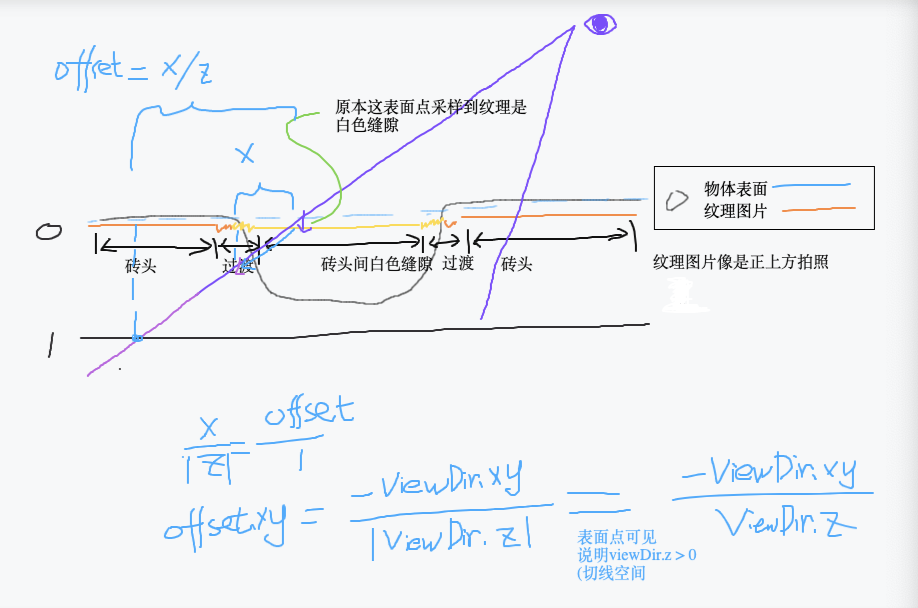 offset = x/z
原本这表面点采样到纹理是
白色缝隙
x
物体表面
纹理图片
0
砖头
过渡
砖头间白色缝隙
过渡
砖头
纹理图片像是正上方拍照
1
x/|z| = offset/1
offset.xy = -viewDir.xy/|viewDir.z| = -viewDir.xy/viewDir.z
表面点可见
说明viewDir.z > 0
(切线空间